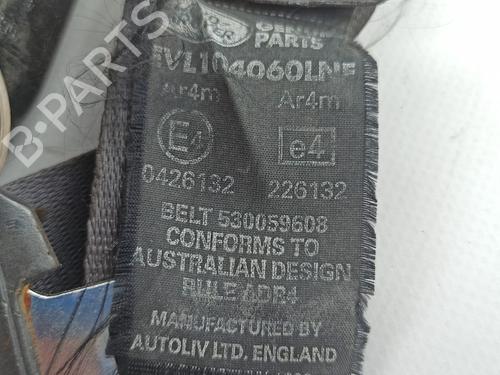 GEN
PARTS
EVL104060LNF
Ar4m Ar4m
E4 e4
0426132 226132
BELT 530059608
CONFORMS TO
AUSTRALIAN DESIGN
RULE ADR4
MANUFACTURED BY
AUTOLIV LTD. ENGLAND
B-PARTS